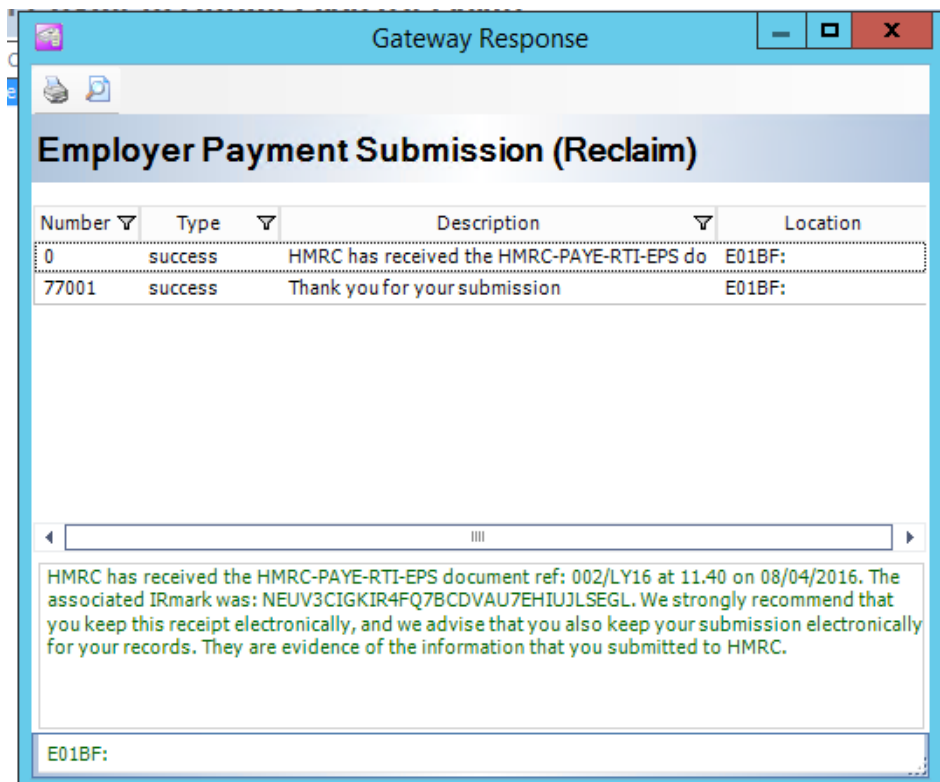 Gateway Response
Employer Payment Submission (Reclaim)
Number Type Description Location
0 success HMRC has received the HMRC-PAYE-RTI-EPS do E01BF:
77001 success Thank you for your submission E01BF:
HMRC has received the HMRC-PAYE-RTI-EPS document ref: 002/LY16 at 11.40 on 08/04/2016. The
associated IRmark was: NEUV3CIGKIR4FQ7BCDVAU7EHIUJLSEGL. We strongly recommend that
you keep this receipt electronically, and we advise that you also keep your submission electronically
for your records. They are evidence of the information that you submitted to HMRC.
E01BF: